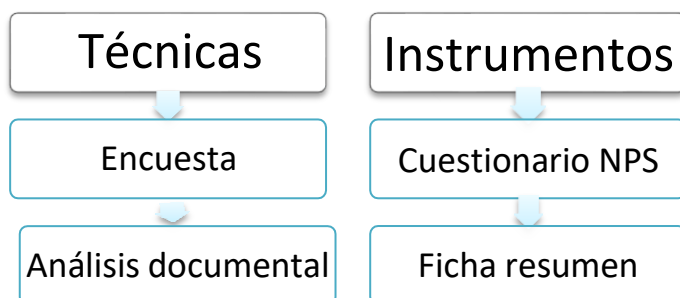 Técnicas
Encuesta
Análisis documental
Instrumentos
Cuestionario NPS
Ficha resumen